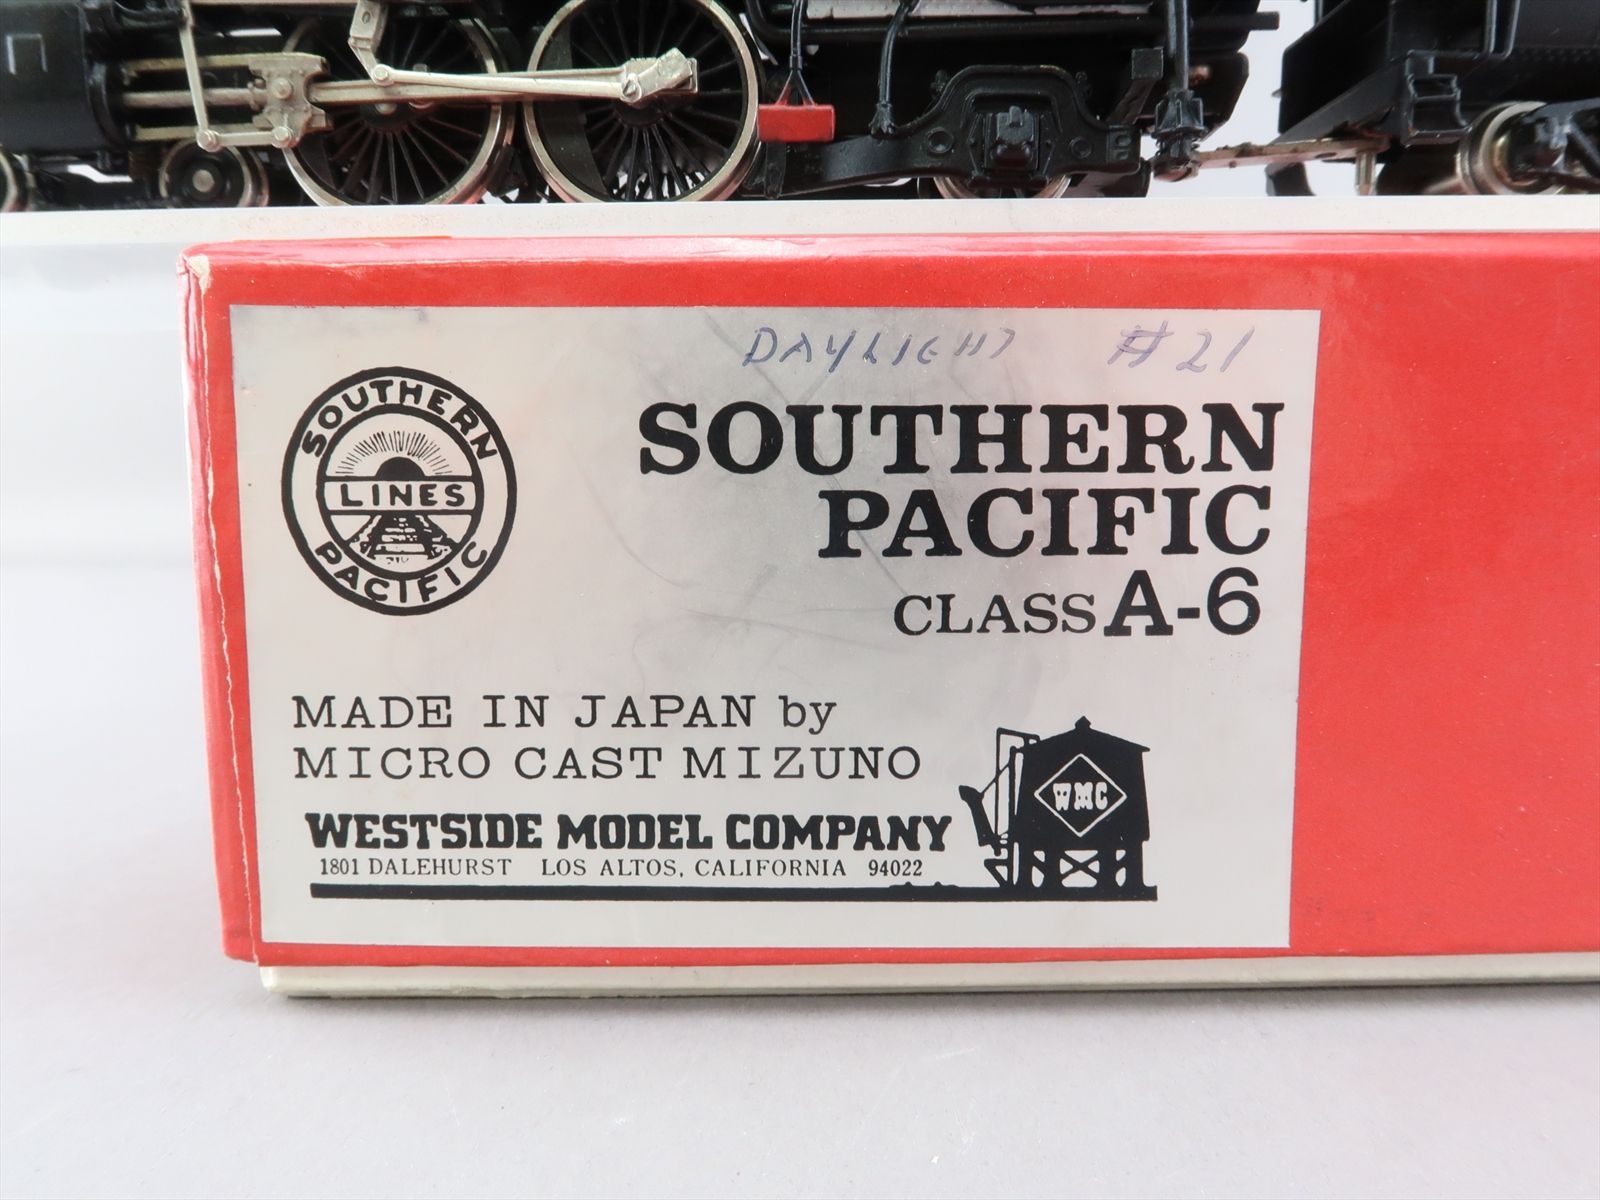 DAYLIGHT #21
SOUTHERN
LINES
PACIFIC
SOUTHERN
PACIFIC
CLASS A-6
MADE IN JAPAN by
MICRO CAST MIZUNO
WMC
WESTSIDE MODEL COMPANY
1801 DALEHURST LOS ALTOS, CALIFORNIA 94022